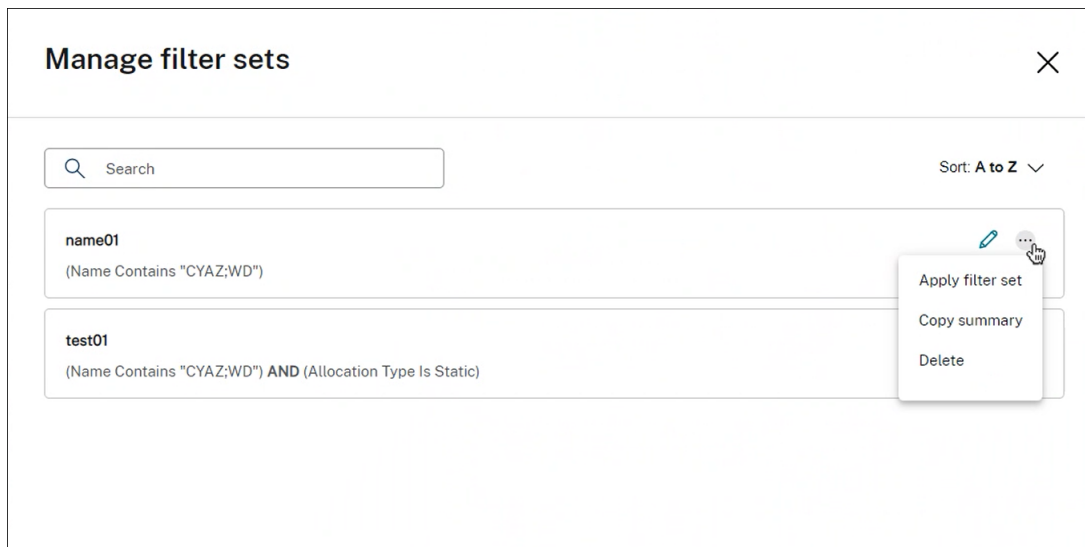 Manage filter sets
Search
Sort: A to Z
name01
(Name Contains "CYAZ;WD")
Apply filter set
Copy summary
Delete
test01
(Name Contains "CYAZ;WD") AND (Allocation Type Is Static)